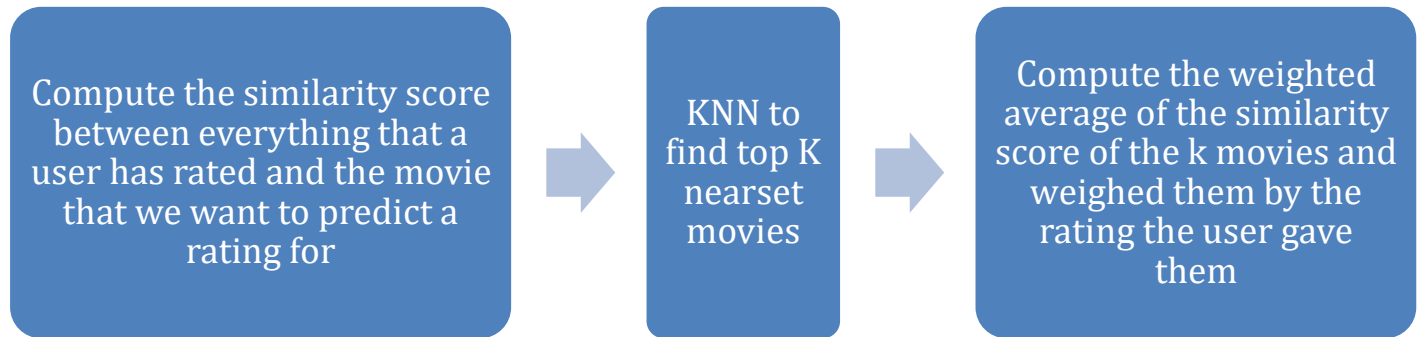 Compute the similarity score
between everything that a
user has rated and the movie
that we want to predict a
rating for
KNN to
find top K
nearset
movies
Compute the weighted
average of the similarity
score of the k movies and
weighed them by the
rating the user gave
them